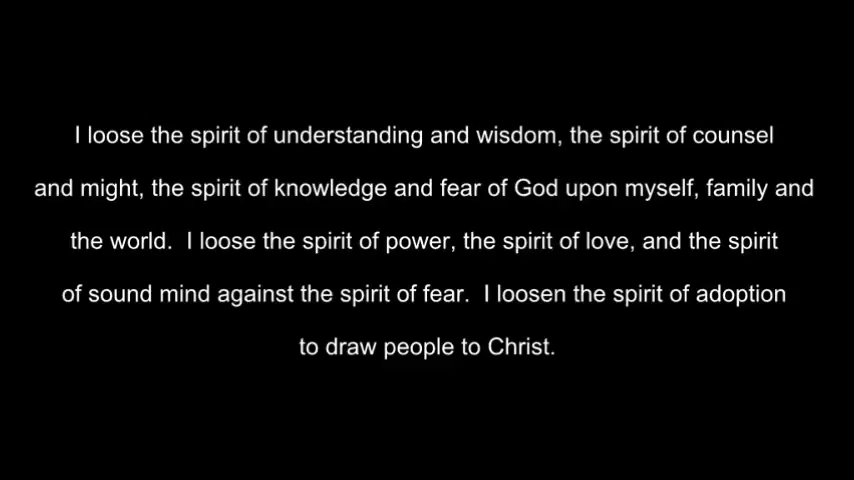 I loose the spirit of understanding and wisdom, the spirit of counsel
and might, the spirit of knowledge and fear of God upon myself, family and
the world.  I loose the spirit of power, the spirit of love, and the spirit
of sound mind against the spirit of fear.  I loosen the spirit of adoption
to draw people to Christ.